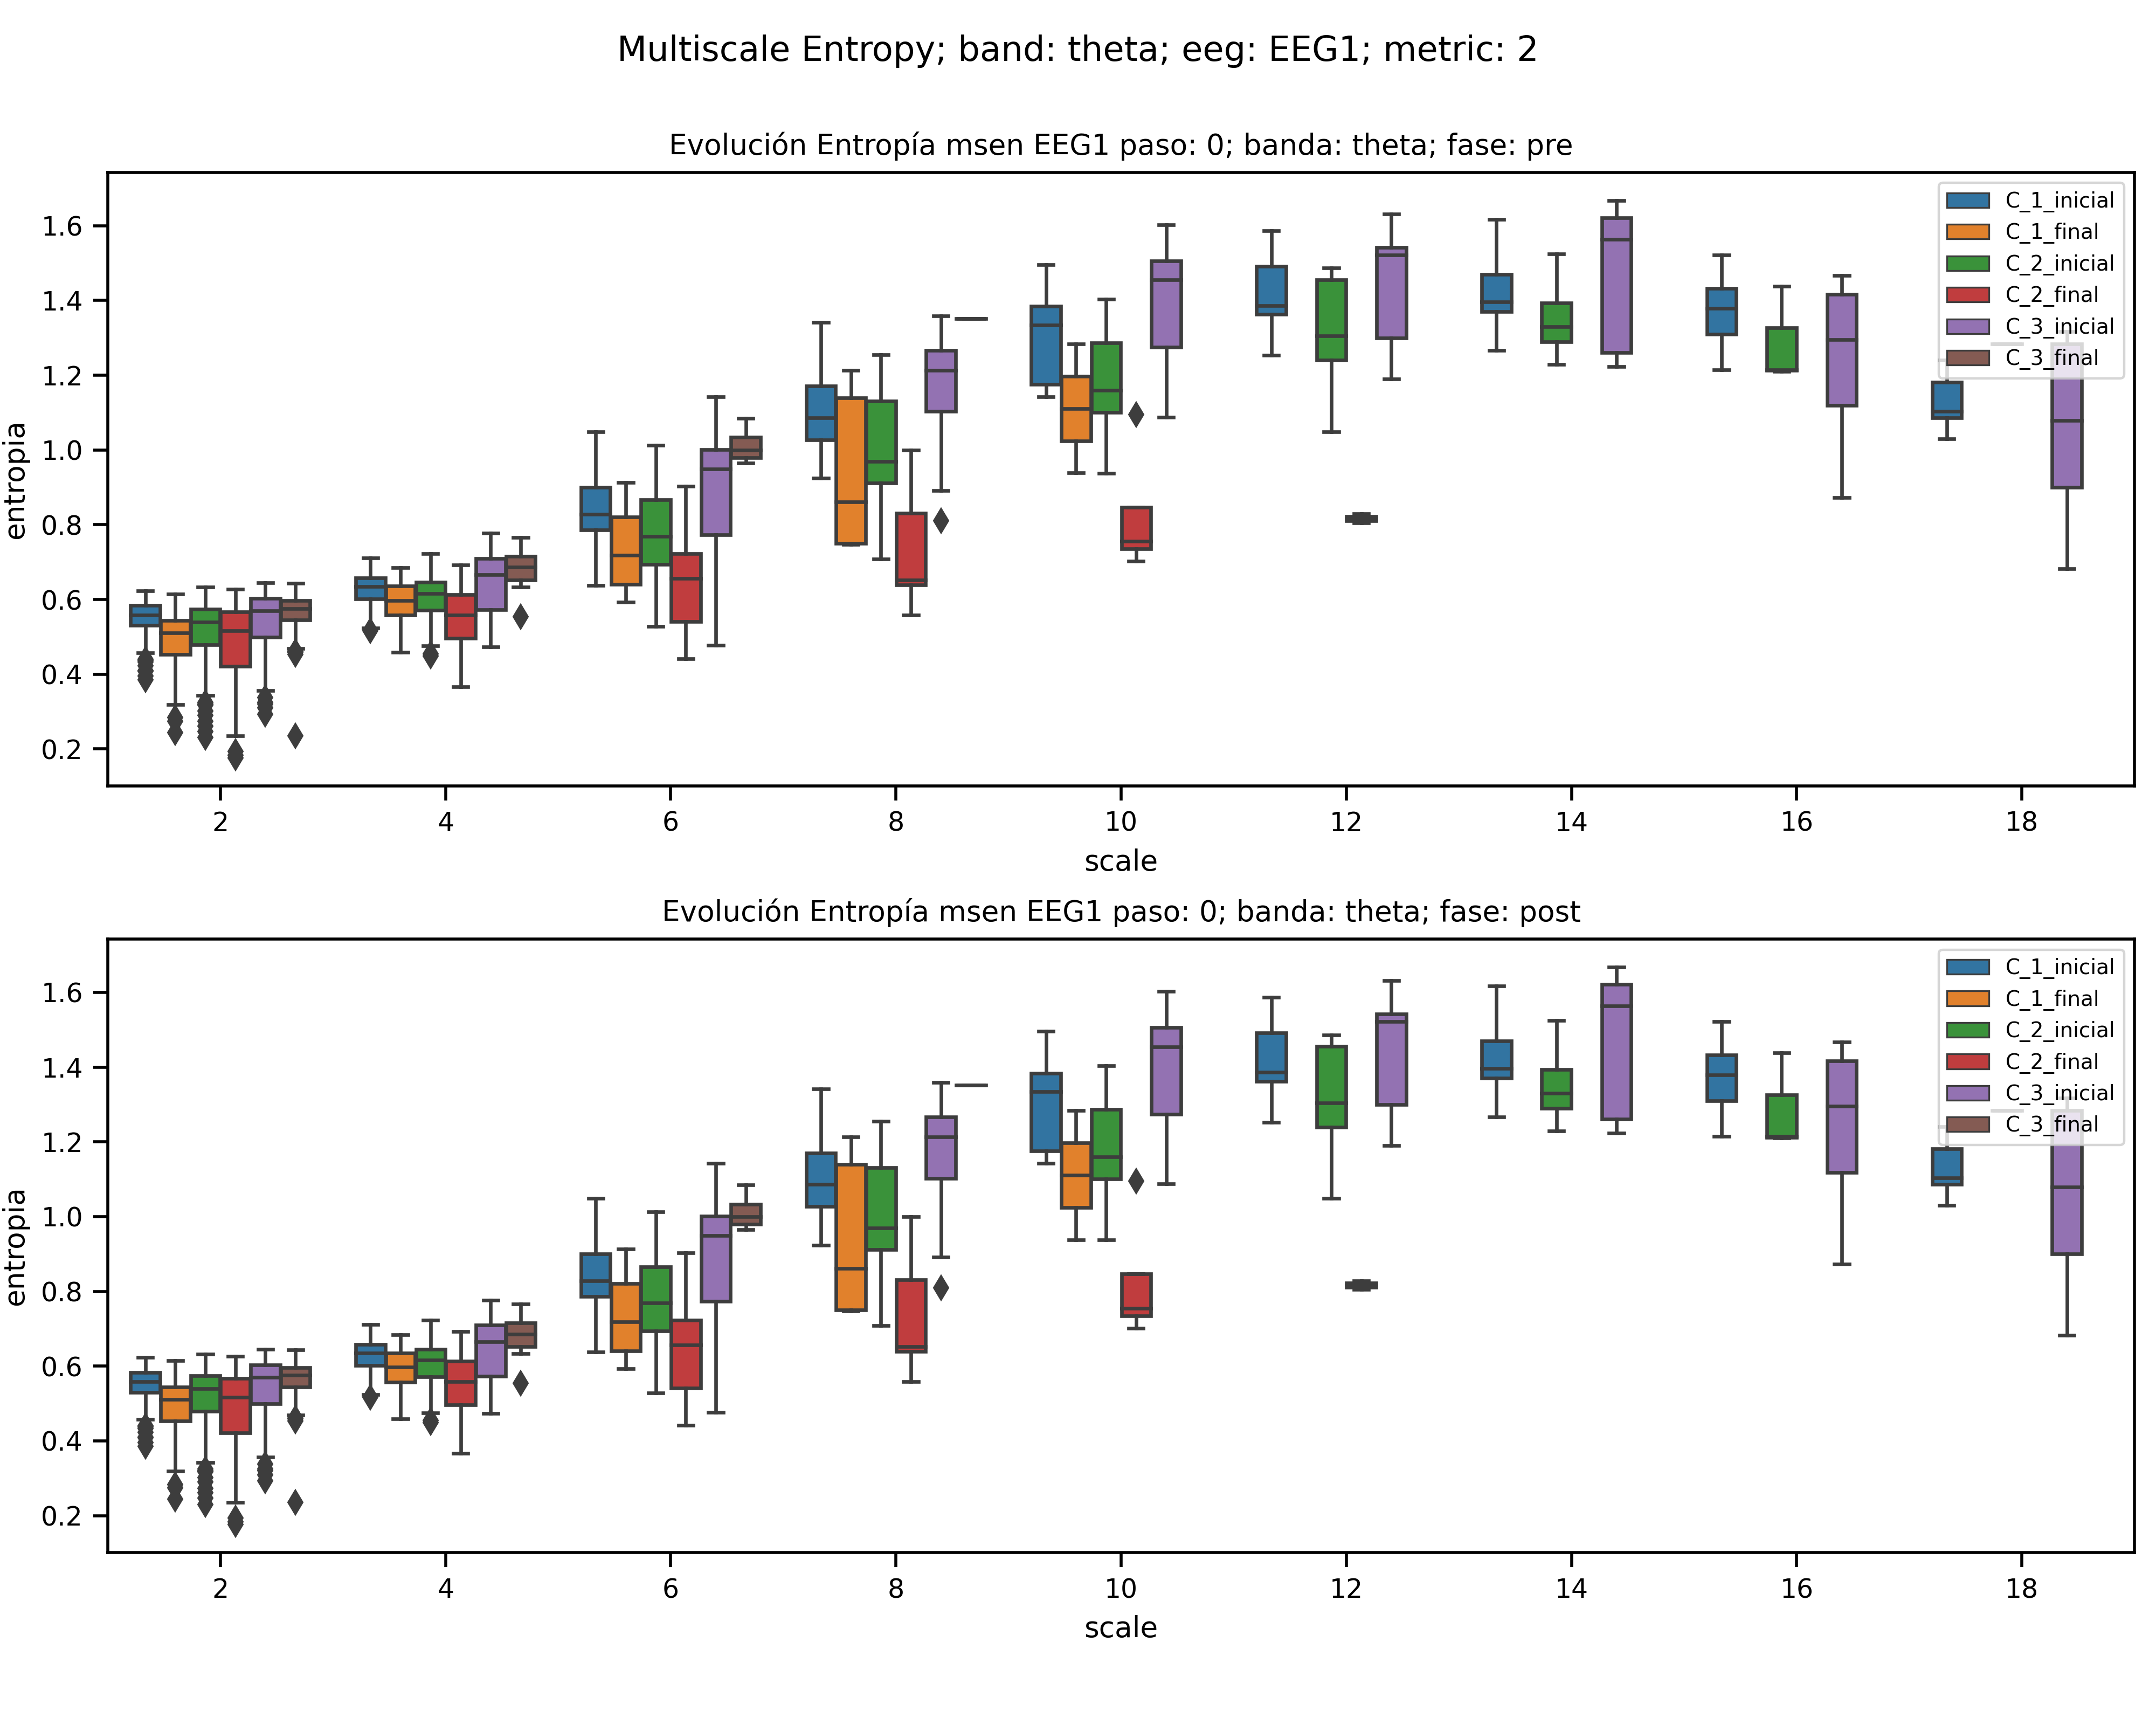 Multiscale Entropy; band: theta; eeg: EEG1; metric: 2
Evolución Entropía msen EEG1 paso: 0; banda: theta; fase: pre
C_1_inicial
C_1_final
C_2_inicial
C_2_final
C_3_inicial
C_3_final
1.6
1.4
1.2
1.0
0.8
0.6
0.4
0.2
entropia
2 4 6 8 10 12 14 16 18
scale
Evolución Entropía msen EEG1 paso: 0; banda: theta; fase: post
C_1_inicial
C_1_final
C_2_inicial
C_2_final
C_3_inicial
C_3_final
1.6
1.4
1.2
1.0
0.8
0.6
0.4
0.2
entropia
2 4 6 8 10 12 14 16 18
scale